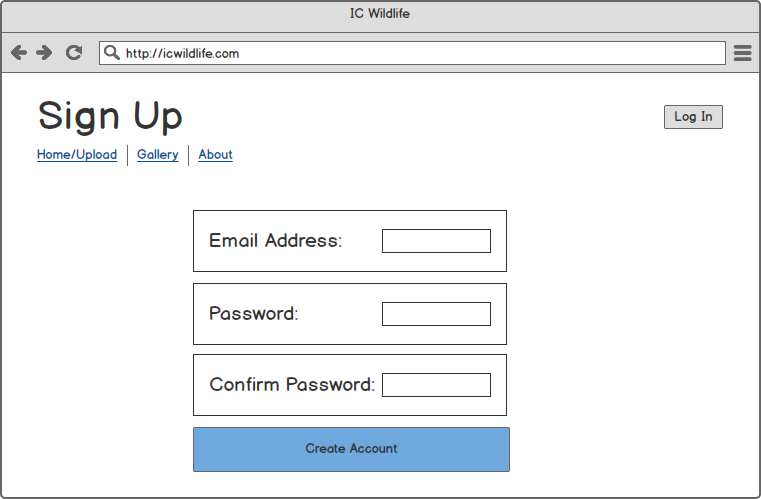 IC Wildlife
http://icwildlife.com
Sign Up
Log In
Home/Upload Gallery About
Email Address:
Password:
Confirm Password:
Create Account